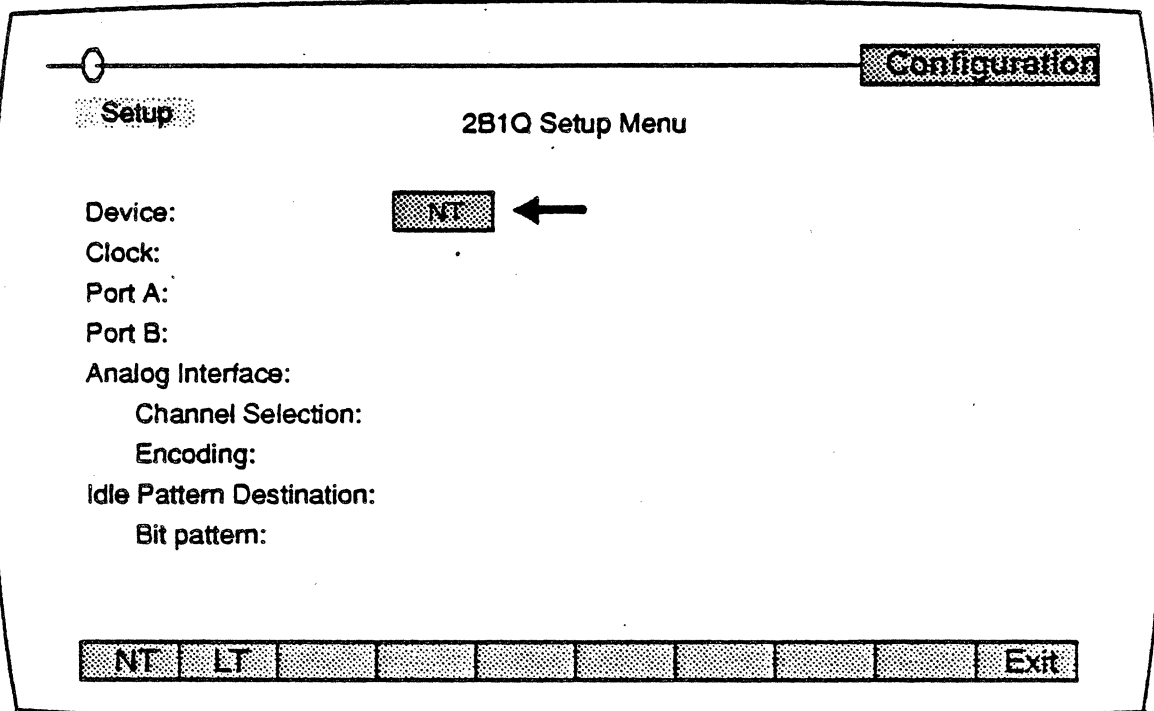 Configuration
Setup
2B1Q Setup Menu
Device: NT
Clock:
Port A:
Port B:
Analog Interface:
Channel Selection:
Encoding:
Idle Pattern Destination:
Bit pattern:
NT LT Exit